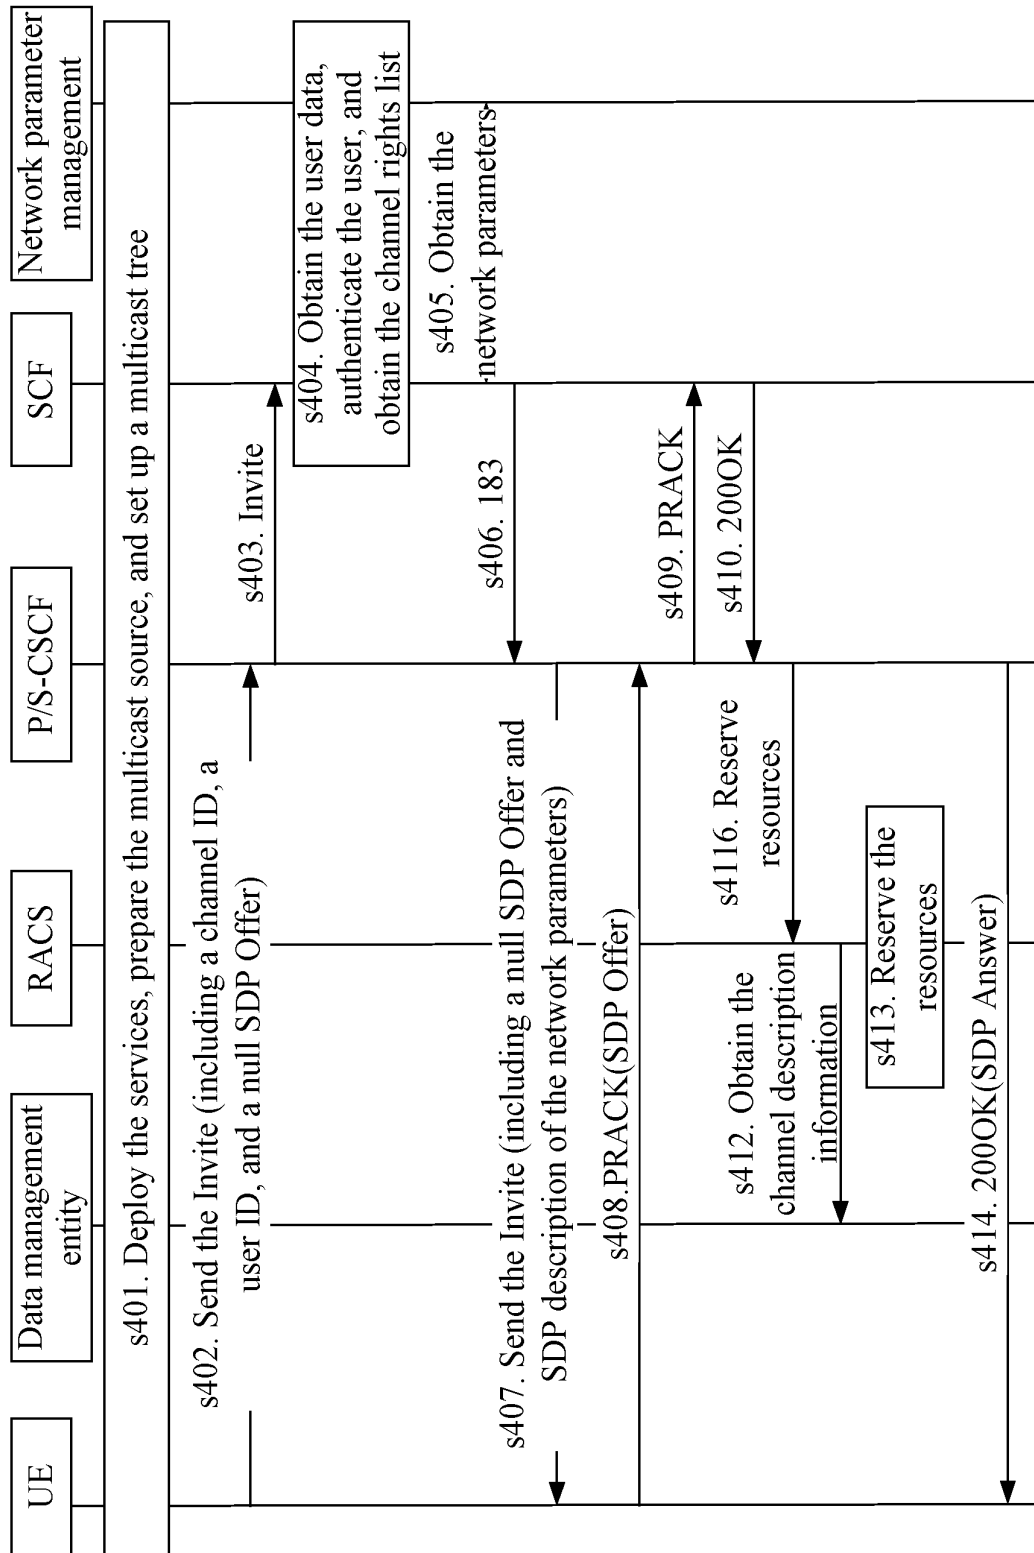 UE
Data management
entity
RACS
P/S-CSCF
SCF
Network parameter
management
s401. Deploy the services, prepare the multicast source, and set up a multicast tree
s402. Send the Invite (including a channel ID, a
user ID, and a null SDP Offer)
s403. Invite
s404. Obtain the user data,
authenticate the user, and
obtain the channel rights list
s405. Obtain the
network parameters
s406. 183
s407. Send the Invite (including a null SDP Offer and
SDP description of the network parameters)
s408.PRACK(SDP Offer)
s409. PRACK
s410. 200OK
s4116. Reserve
resources
s412. Obtain the
channel description
information
s413. Reserve the
resources
s414. 200OK(SDP Answer)